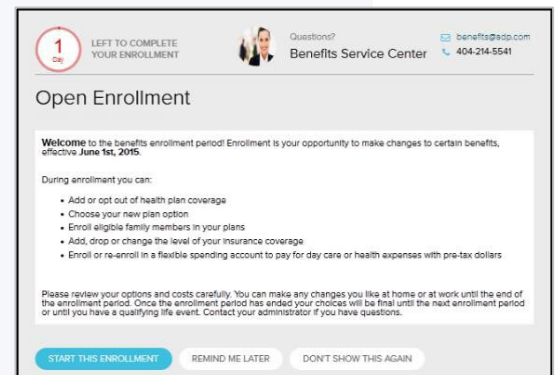 1
Day
LEFT TO COMPLETE
YOUR ENROLLMENT
Questions?
Benefits Service Center
benefits@adp.com
404-214-5541
Open Enrollment
Welcome to the benefits enrollment period! Enrollment is your opportunity to make changes to certain benefits,
effective June 1st, 2015.
During enrollment you can:
• Add or opt out of health plan coverage
• Choose your new plan option
• Enroll eligible family members in your plans
• Add, drop or change the level of your insurance coverage
• Enroll or re-enroll in a flexible spending account to pay for day care or health expenses with pre-tax dollars
Please review your options and costs carefully. You can make any changes you like at home or at work until the end of
the enrollment period. Once the enrollment period has ended your choices will be final until the next enrollment period
or until you have a qualifying life event. Contact your administrator if you have questions.
START THIS ENROLLMENT
REMIND ME LATER
DON'T SHOW THIS AGAIN